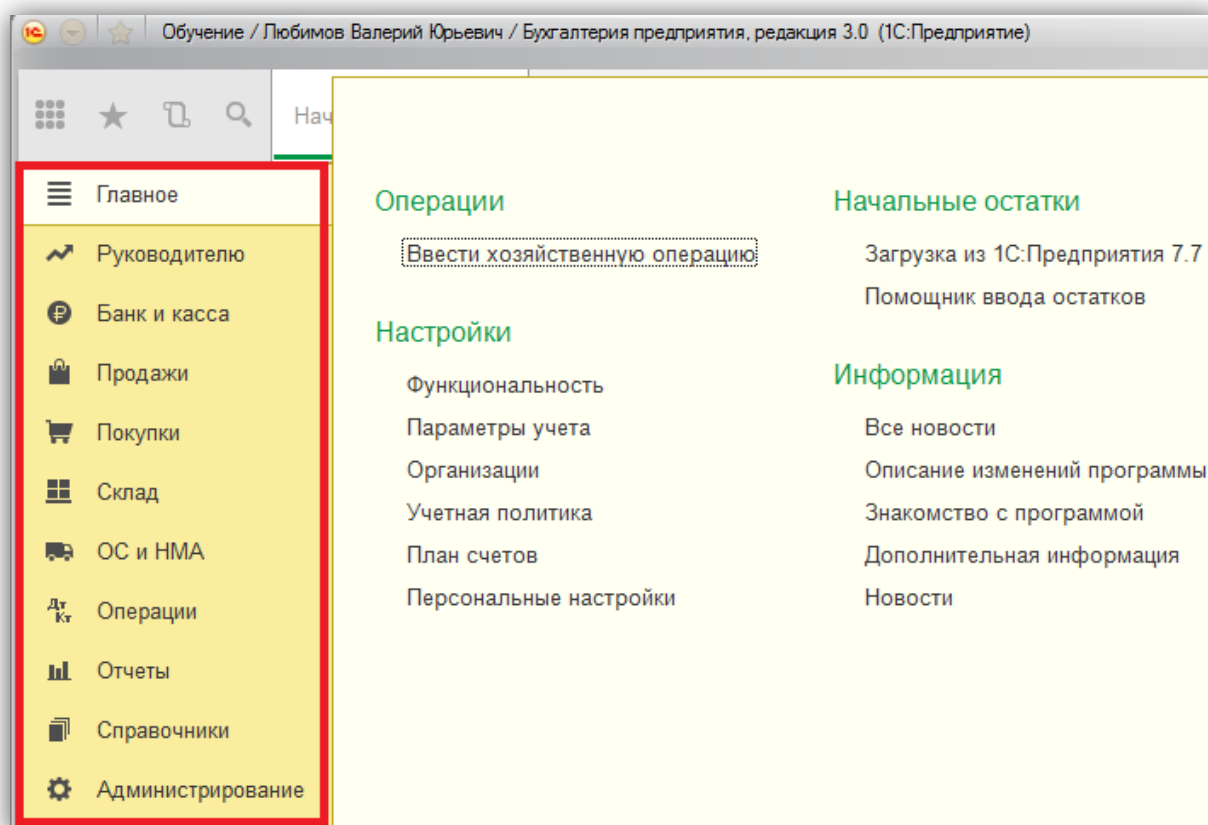 1С Обучение / Любимов Валерий Юрьевич / Бухгалтерия предприятия, редакция 3.0 (1С:Предприятие)
Нач
Главное
Руководителю
Банк и касса
Продажи
Покупки
Склад
ОС и НМА
Дт Кт Операции
Отчеты
Справочники
Администрирование
Операции
Ввести хозяйственную операцию
Настройки
Функциональность
Параметры учета
Организации
Учетная политика
План счетов
Персональные настройки
Начальные остатки
Загрузка из 1С:Предприятия 7.7
Помощник ввода остатков
Информация
Все новости
Описание изменений программы
Знакомство с программой
Дополнительная информация
Новости